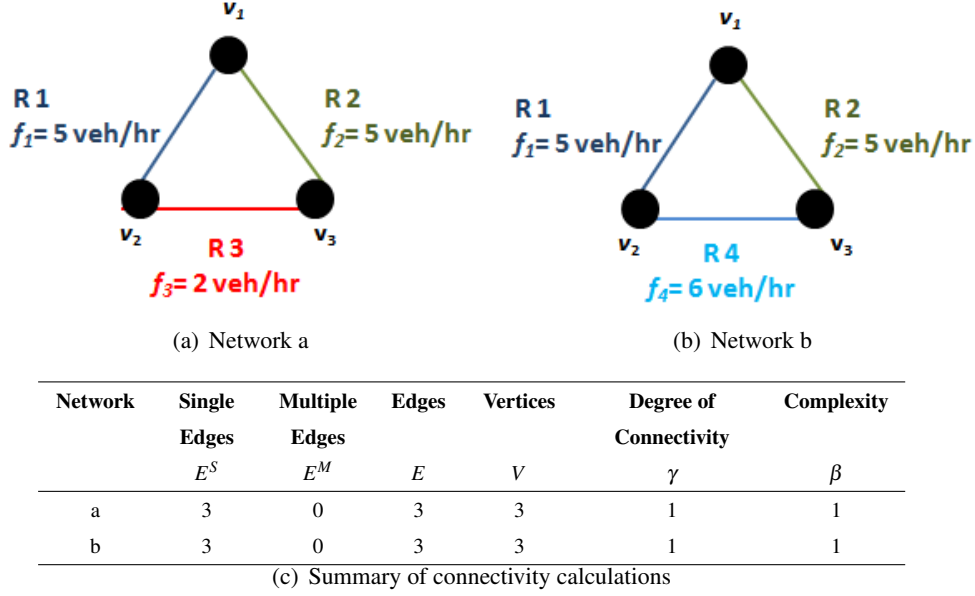 v₁
R 1
f₁= 5 veh/hr
R 2
f₂= 5 veh/hr
v₂
v₃
R 3
f₃= 2 veh/hr
(a) Network a
v₁
R 1
f₁= 5 veh/hr
R 2
f₂= 5 veh/hr
v₂
v₃
R 4
f₄= 6 veh/hr
(b) Network b
Network Single Multiple Edges Vertices Degree of Complexity
Edges Edges Connectivity
Eˢ Eᴹ E V γ β
a 3 0 3 3 1 1
b 3 0 3 3 1 1
(c) Summary of connectivity calculations